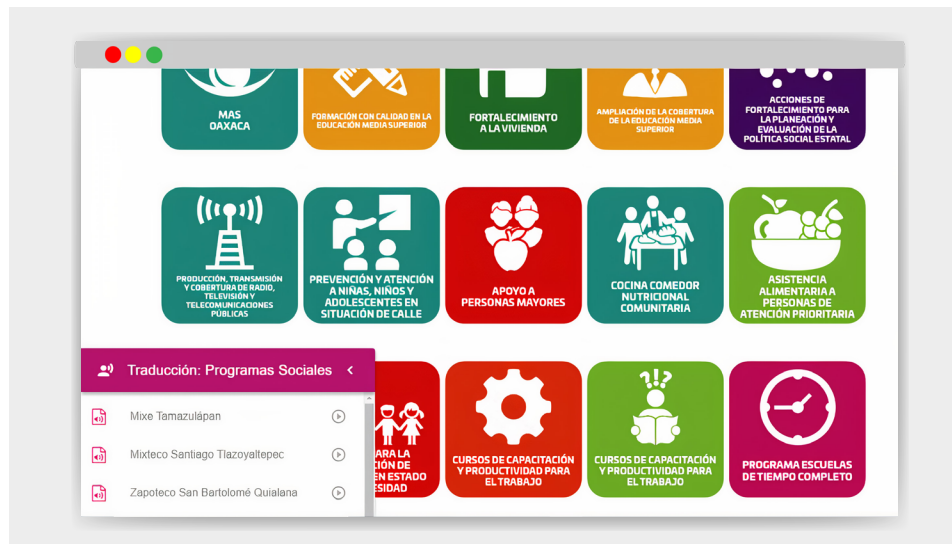 MAS
OAXACA
FORMACIÓN CON CALIDAD EN LA
EDUCACIÓN MEDIA SUPERIOR
FORTALECIMIENTO
A LA VIVIENDA
AMPLIACIÓN DE LA COBERTURA
DE LA EDUCACIÓN MEDIA
SUPERIOR
ACCIONES DE
FORTALECIMIENTO PARA
LA PLANEACIÓN Y
EVALUACIÓN DE LA
POLÍTICA SOCIAL ESTATAL
PRODUCCIÓN, TRANSMISIÓN
Y COBERTURA DE RADIO,
TELEVISIÓN Y
TELECOMUNICACIONES
PÚBLICAS
PREVENCIÓN Y ATENCIÓN
A NIÑAS, NIÑOS Y
ADOLESCENTES EN
SITUACIÓN DE CALLE
APOYO A
PERSONAS MAYORES
COCINA COMEDOR
NUTRICIONAL
COMUNITARIA
ASISTENCIA
ALIMENTARIA A
PERSONAS DE
ATENCIÓN PRIORITARIA
Traducción: Programas Sociales
Mixe Tamazulápan
Mixteco Santiago Tlazoyaltepec
Zapoteco San Bartolomé Quialana
ARA LA
IÓN DE
EN ESTADO
ESIDAD
CURSOS DE CAPACITACIÓN
Y PRODUCTIVIDAD PARA
EL TRABAJO
!?
CURSOS DE CAPACITACIÓN
Y PRODUCTIVIDAD PARA
EL TRABAJO
PROGRAMA ESCUELAS
DE TIEMPO COMPLETO